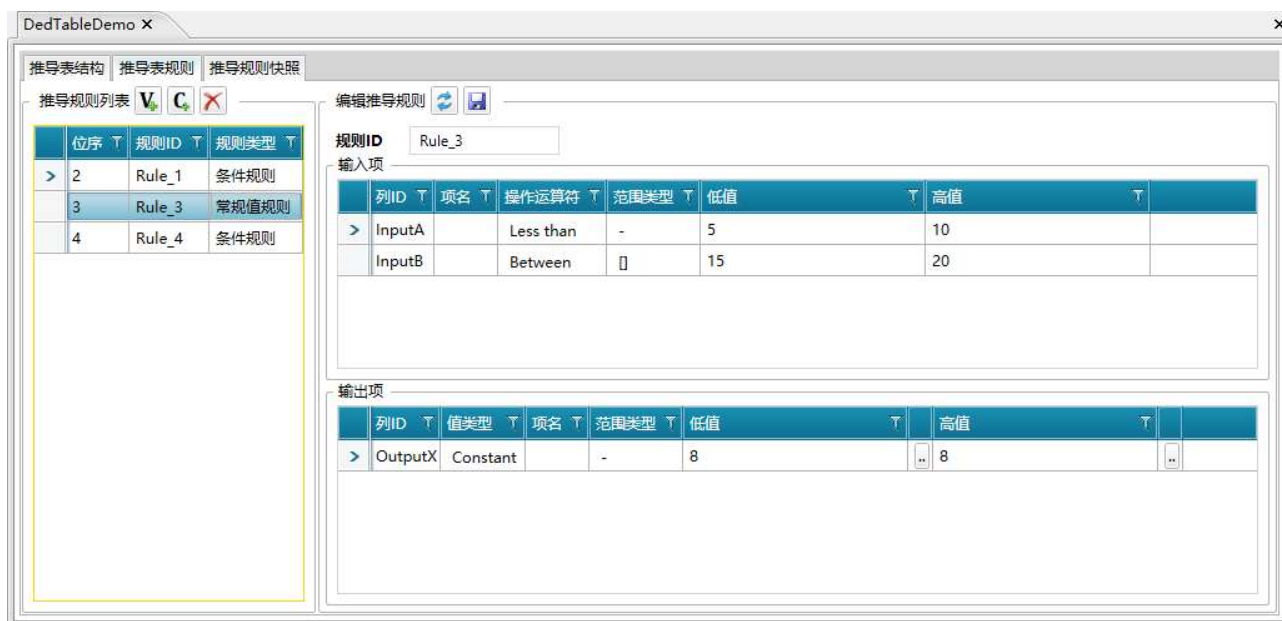 DedTableDemo X
推导表结构 推导表规则 推导规则快照
推导规则列表 V C
位序 规则ID 规则类型
2 Rule_1 条件规则
3 Rule_3 常规值规则
4 Rule_4 条件规则
编辑推导规则
规则ID Rule_3
输入项
列ID 项名 操作运算符 范围类型 低值 高值
InputA Less than - 5 10
InputB Between [] 15 20
输出项
列ID 值类型 项名 范围类型 低值 高值
OutputX Constant - 8 .. 8 ..